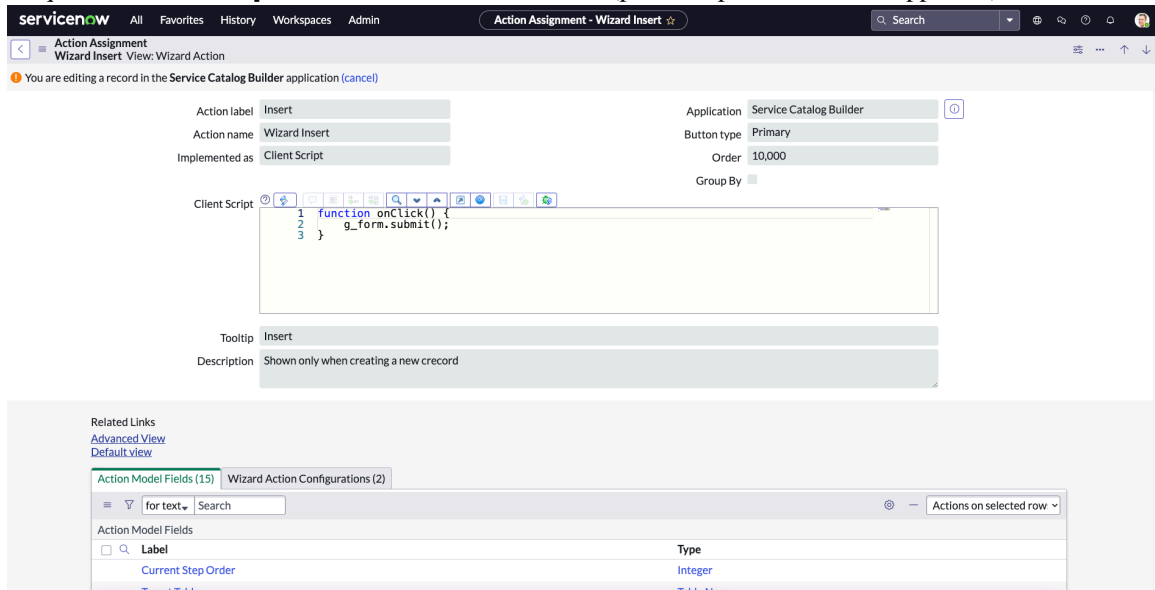 servicenow All Favorites History Workspaces Admin Action Assignment - Wizard Insert ☆ Search
Action Assignment
Wizard Insert View: Wizard Action
You are editing a record in the Service Catalog Builder application (cancel)
Action label Insert Application Service Catalog Builder
Action name Wizard Insert Button type Primary
Implemented as Client Script Order 10,000
Group By
Client Script
1 function onClick() {
2 g_form.submit();
3 }
Tooltip Insert
Description Shown only when creating a new crecord
Related Links
Advanced View
Default view
Action Model Fields (15) Wizard Action Configurations (2)
for text Search Actions on selected row
Action Model Fields
Label Type
Current Step Order Integer